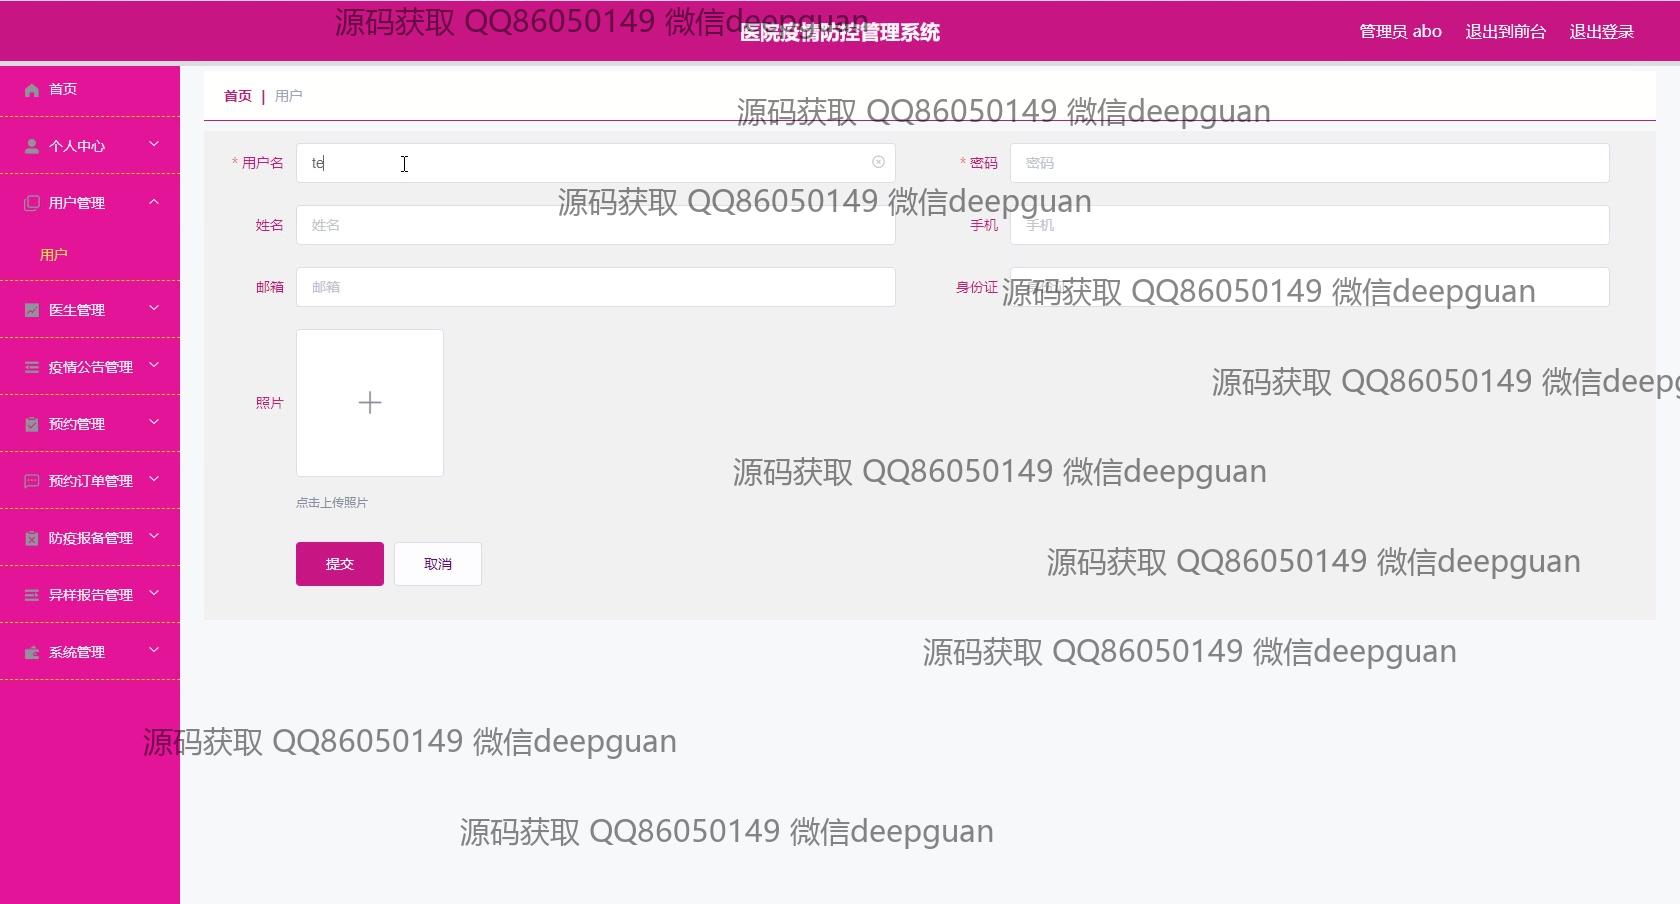 源码获取 QQ86050149 微信deepguan
医院疫情防控管理系统
管理员 abo
退出到前台
退出登录
首页
个人中心
用户管理
用户
医生管理
疫情公告管理
预约管理
预约订单管理
防疫报备管理
异样报告管理
系统管理
首页 | 用户
源码获取 QQ86050149 微信deepguan
* 用户名
te
* 密码
密码
源码获取 QQ86050149 微信deepguan
姓名
姓名
手机
手机
邮箱
邮箱
身份证
源码获取 QQ86050149 微信deepguan
源码获取 QQ86050149 微信deepg
照片
源码获取 QQ86050149 微信deepguan
点击上传照片
提交
取消
源码获取 QQ86050149 微信deepguan
源码获取 QQ86050149 微信deepguan
源码获取 QQ86050149 微信deepguan
源码获取 QQ86050149 微信deepguan